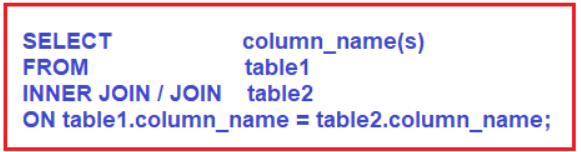 SELECT column_name(s)
FROM table1
INNER JOIN / JOIN table2
ON table1.column_name = table2.column_name;